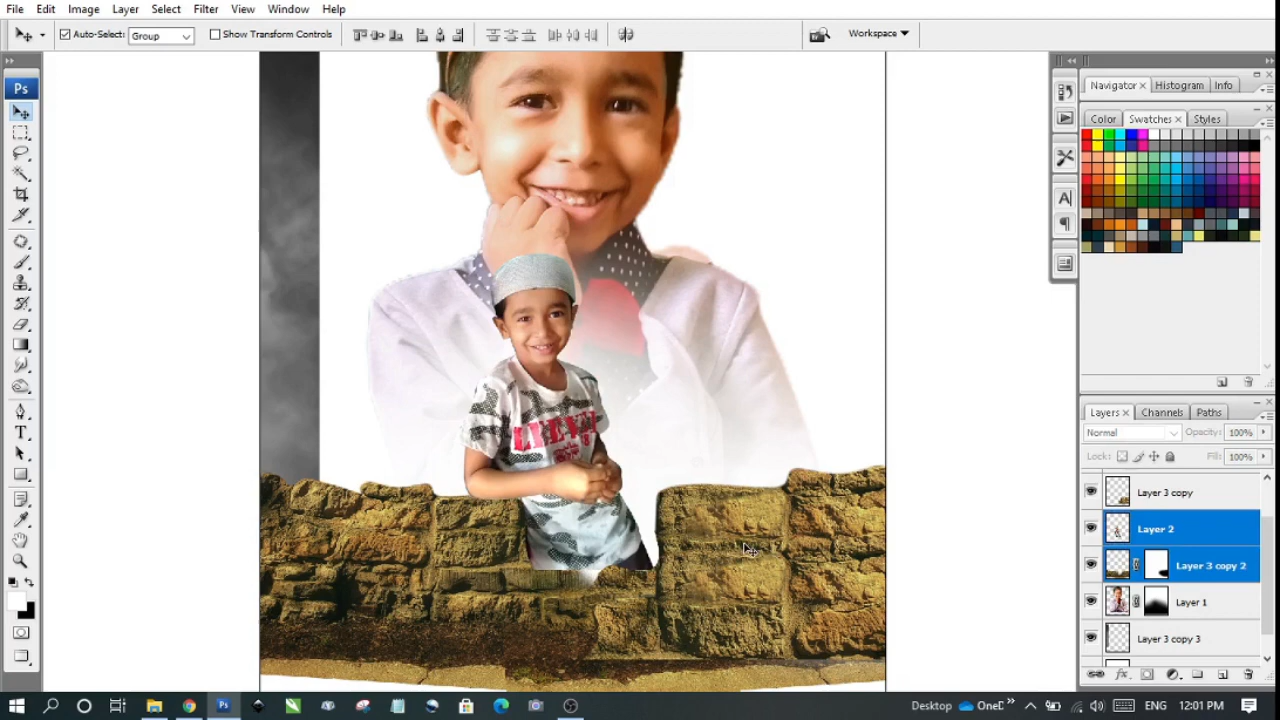 File Edit Image Layer Select Filter View Window Help
Auto-Select: Group Show Transform Controls Workspace
Ps
Navigator Histogram Info
Color Swatches Styles
Layers Channels Paths
Normal Opacity: 100%
Lock: Fill: 100%
Layer 3 copy
Layer 2
Layer 3 copy 2
Layer 1
Layer 3 copy 3
Desktop OneD ENG 12:01 PM